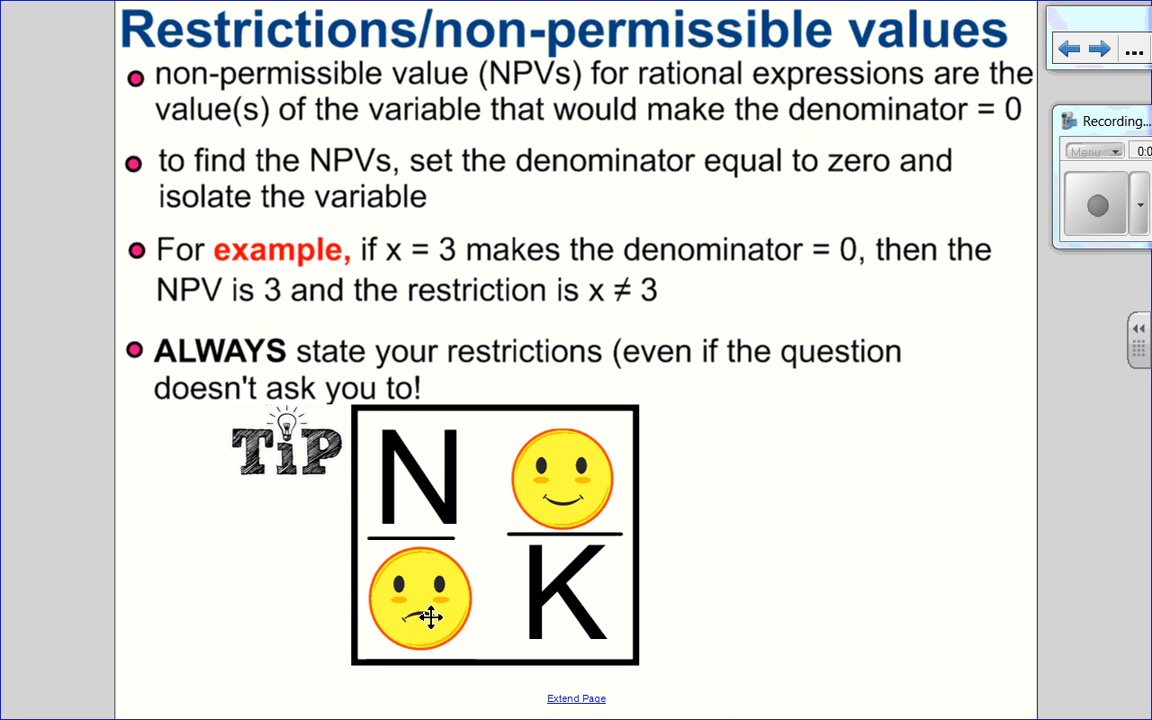 Restrictions/non-permissible values
non-permissible value (NPVs) for rational expressions are the
value(s) of the variable that would make the denominator = 0
to find the NPVs, set the denominator equal to zero and
isolate the variable
For example, if x = 3 makes the denominator = 0, then the
NPV is 3 and the restriction is x ≠ 3
ALWAYS state your restrictions (even if the question
doesn't ask you to!
TiP
N
K
Extend Page
...
Recording...
Menu
0:0